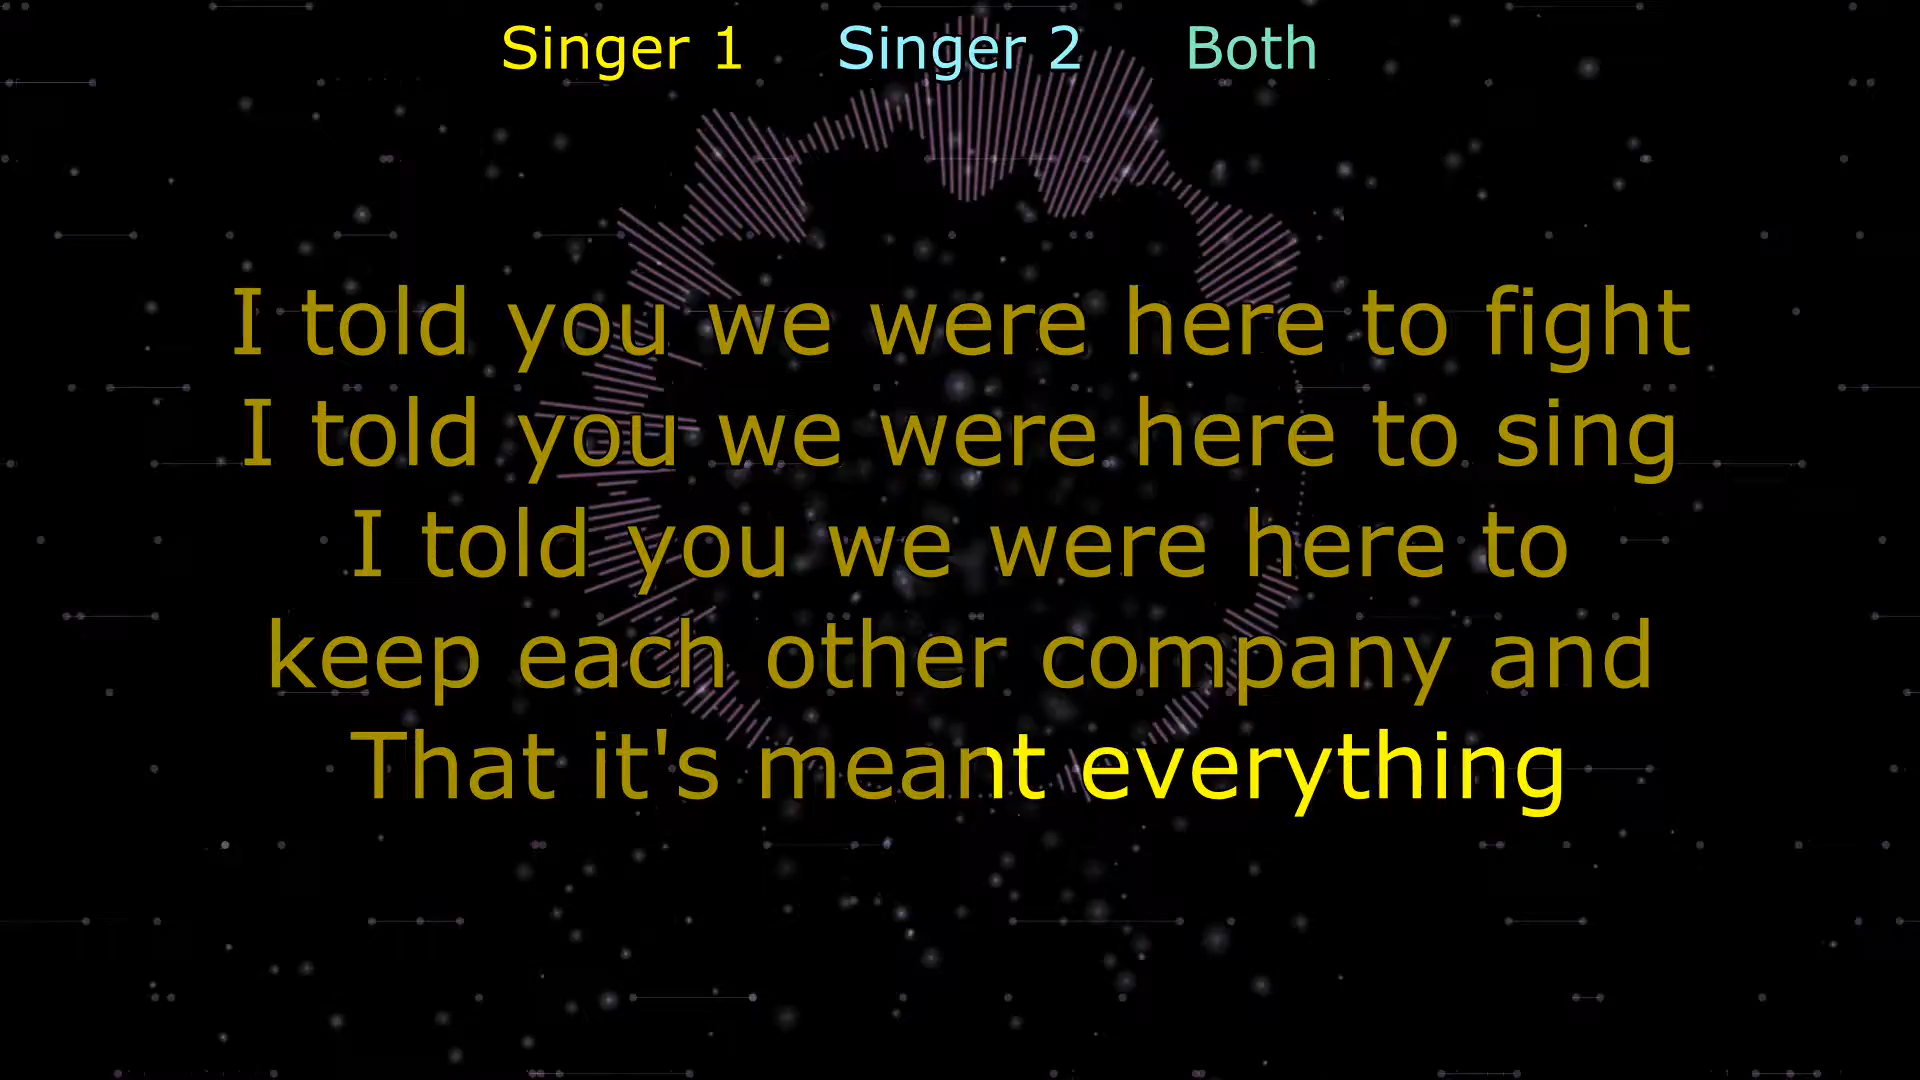 Singer 1 Singer 2 Both
I told you we were here to fight
I told you we were here to sing
I told you we were here to
keep each other company and
That it's meant everything